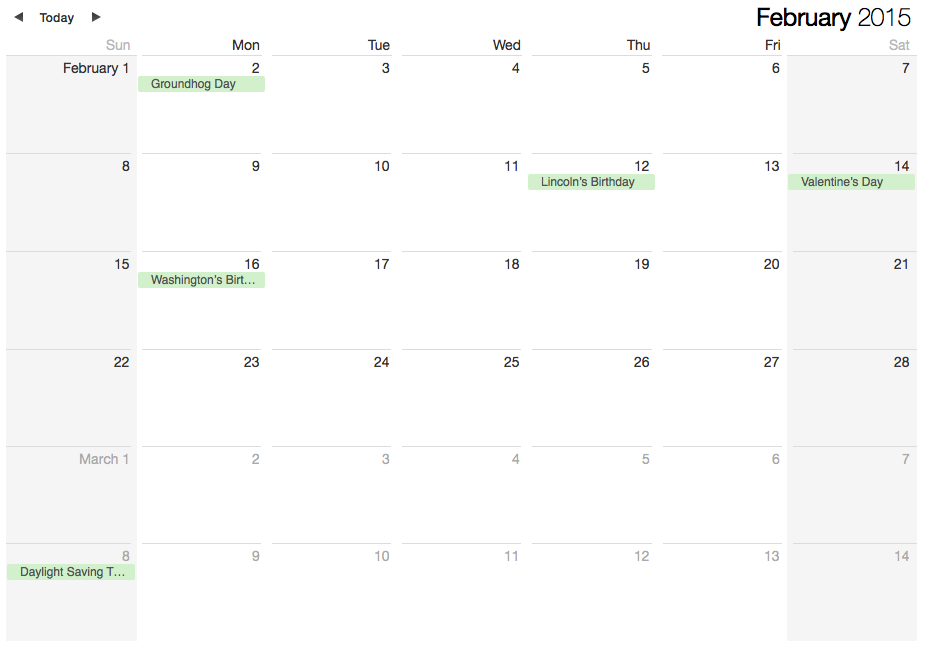 ◀ Today ▶ February 2015
Sun Mon Tue Wed Thu Fri Sat
February 1 2 3 4 5 6 7
Groundhog Day
8 9 10 11 12 13 14
Lincoln's Birthday Valentine's Day
15 16 17 18 19 20 21
Washington's Birt…
22 23 24 25 26 27 28
March 1 2 3 4 5 6 7
8 9 10 11 12 13 14
Daylight Saving T…